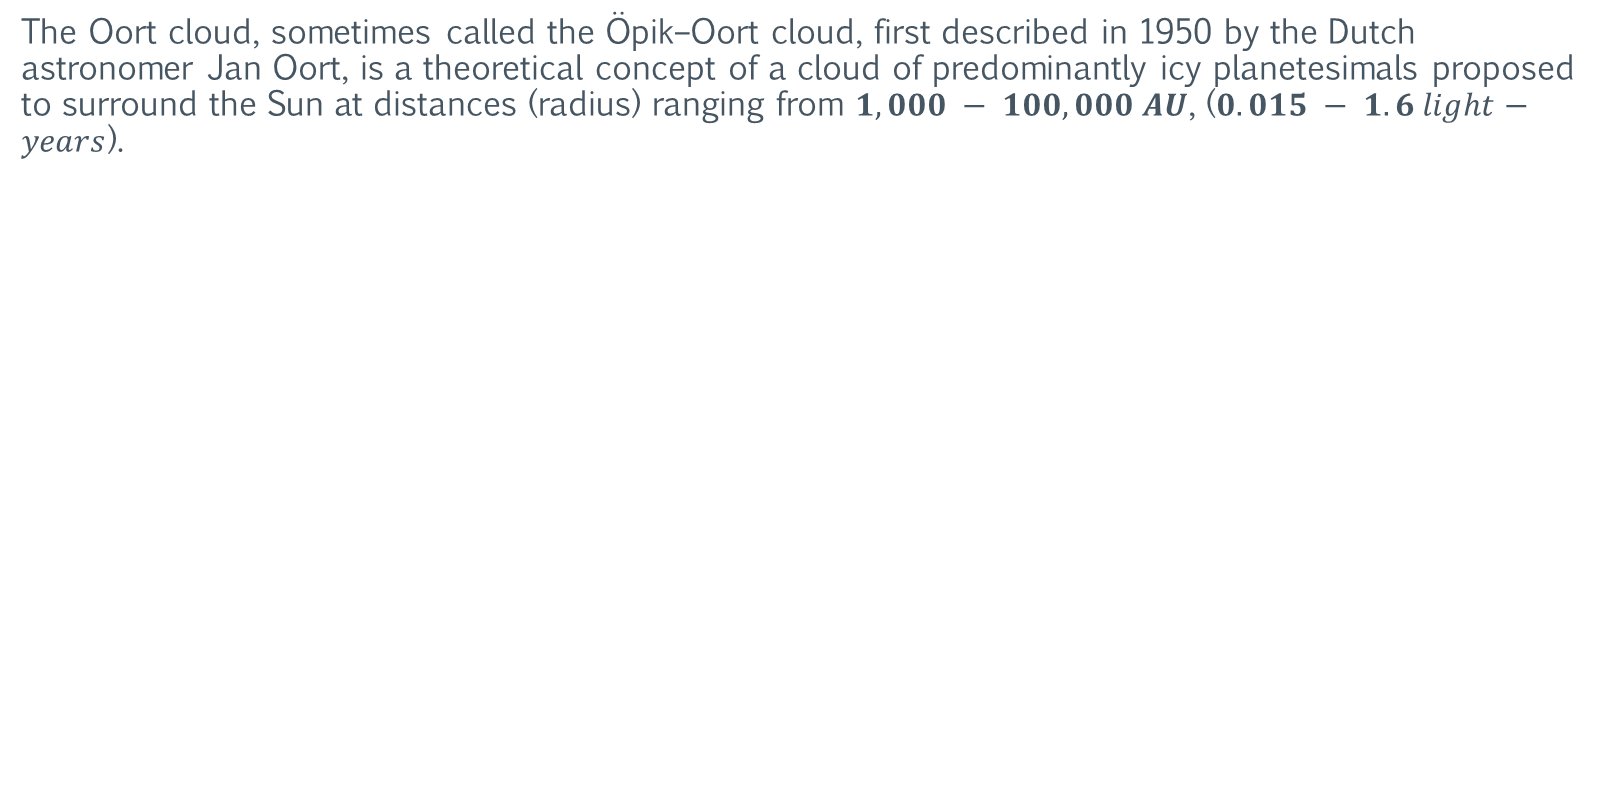 The Oort cloud, sometimes called the Öpik–Oort cloud, first described in 1950 by the Dutch
astronomer Jan Oort, is a theoretical concept of a cloud of predominantly icy planetesimals proposed
to surround the Sun at distances (radius) ranging from 1,000 − 100,000 AU, (0.015 − 1.6 light −
years).